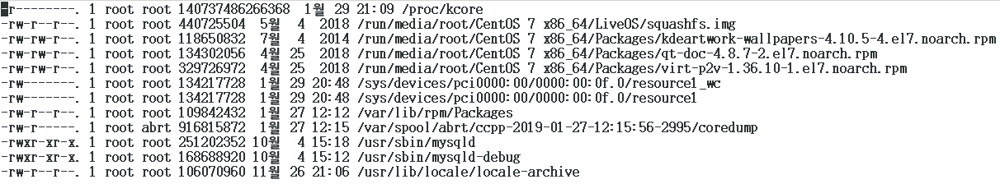 -r--------. 1 root root 140737486266368 1월 29 21:09 /proc/kcore
-rw-r--r--. 1 root root 440725504 5월 4 2018 /run/media/root/CentOS 7 x86_64/LiveOS/squashfs.img
-rw-rw-r--. 1 root root 118650832 7월 4 2014 /run/media/root/CentOS 7 x86_64/Packages/kdeartwork-wallpapers-4.10.5-4.el7.noarch.rpm
-rw-rw-r--. 1 root root 134302056 4월 25 2018 /run/media/root/CentOS 7 x86_64/Packages/qt-doc-4.8.7-2.el7.noarch.rpm
-rw-rw-r--. 1 root root 329726972 4월 25 2018 /run/media/root/CentOS 7 x86_64/Packages/virt-p2v-1.36.10-1.el7.noarch.rpm
-rw-------. 1 root root 134217728 1월 29 20:48 /sys/devices/pci0000:00/0000:00:0f.0/resource1_wc
-rw-------. 1 root root 134217728 1월 29 20:48 /sys/devices/pci0000:00/0000:00:0f.0/resource1
-rw-r--r--. 1 root root 109842432 1월 27 12:12 /var/lib/rpm/Packages
-rw-r-----. 1 root abrt 916815872 1월 27 12:15 /var/spool/abrt/ccpp-2019-01-27-12:15:56-2995/coredump
-rwxr-xr-x. 1 root root 251202352 10월 4 15:18 /usr/sbin/mysqld
-rwxr-xr-x. 1 root root 168688920 10월 4 15:12 /usr/sbin/mysqld-debug
-rw-r--r--. 1 root root 106070960 11월 26 21:06 /usr/lib/locale/locale-archive